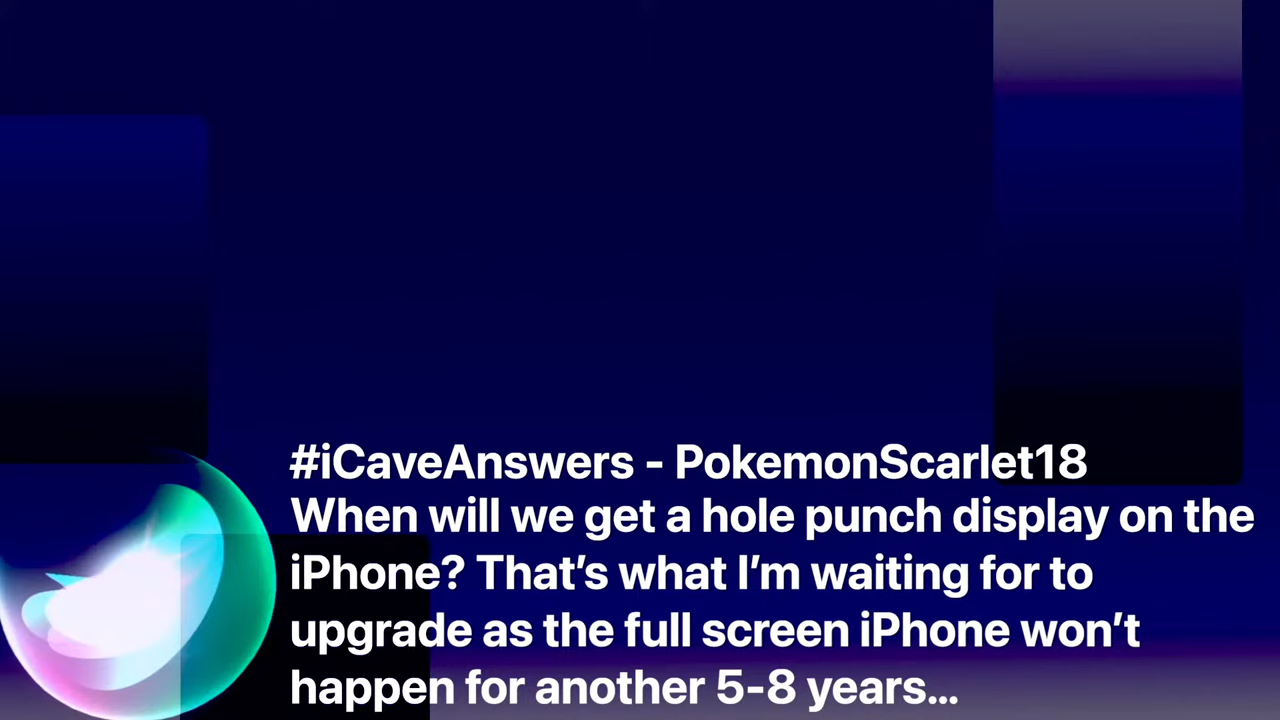 #iCaveAnswers - PokemonScarlet18
When will we get a hole punch display on the
iPhone? That’s what I’m waiting for to
upgrade as the full screen iPhone won’t
happen for another 5-8 years…